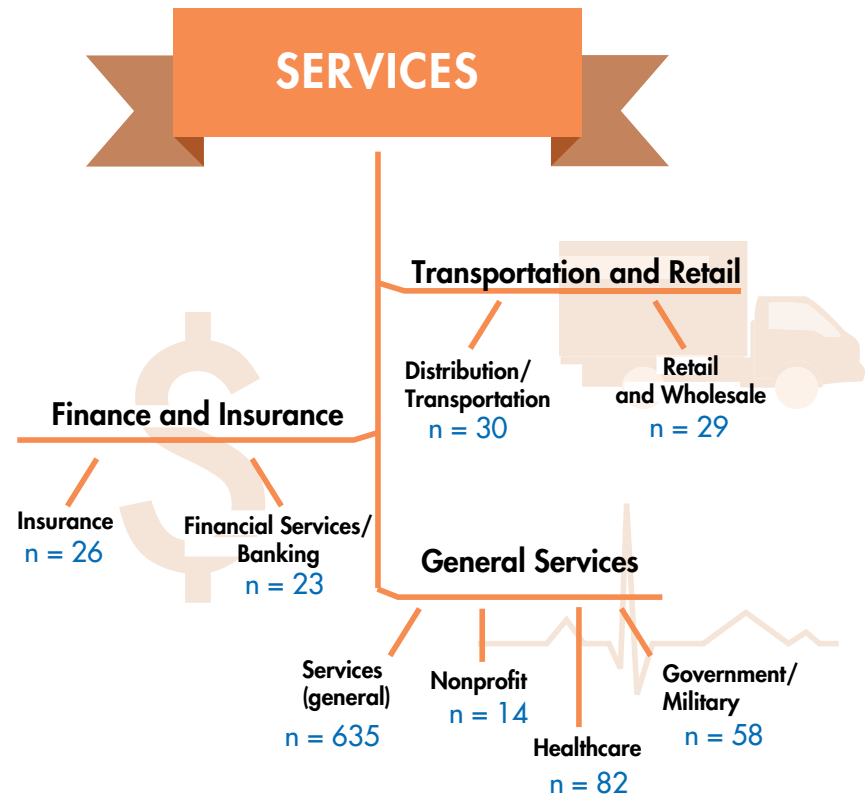 SERVICES
Transportation and Retail
Distribution/
Transportation
n = 30
Retail
and Wholesale
n = 29
Finance and Insurance
Insurance
n = 26
Financial Services/
Banking
n = 23
General Services
Services
(general)
n = 635
Nonprofit
n = 14
Healthcare
n = 82
Government/
Military
n = 58